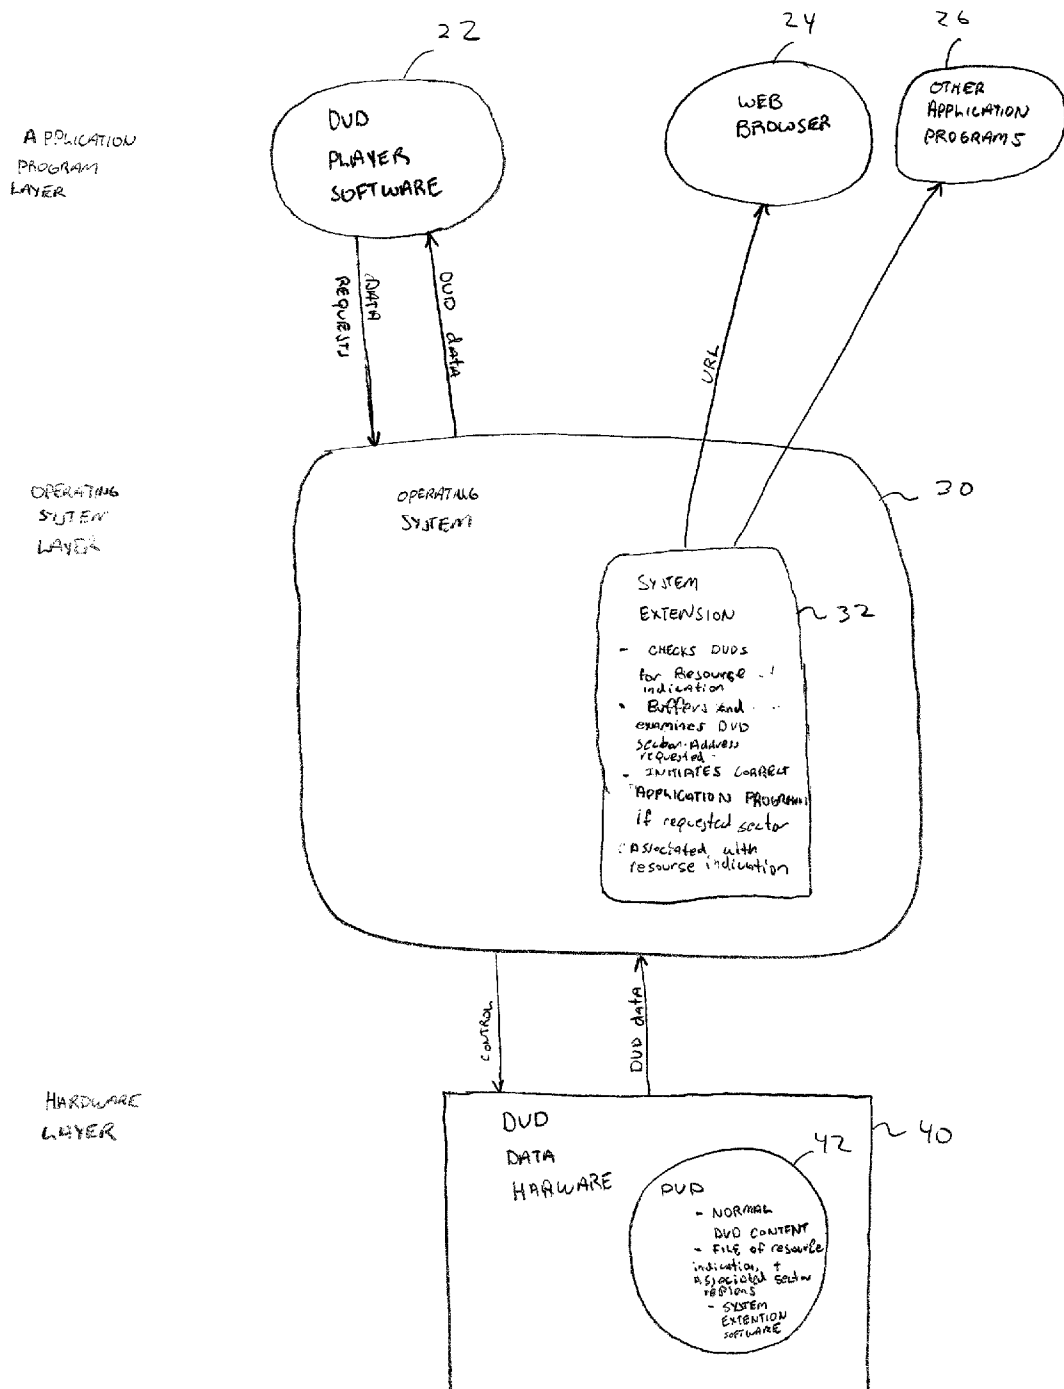 22
24
26
APPLICATION
PROGRAM
LAYER
DVD
PLAYER
SOFTWARE
WEB
BROWSER
OTHER
APPLICATION
PROGRAMS
DATA
REQUESTS
DVD data
URL
OPERATING
SYSTEM
LAYER
OPERATING
SYSTEM
30
SYSTEM
EXTENSION
32
- CHECKS DVDS
for Resourge
indication
• Buffers and
examines DVD
sector Address
requested
- INITIATES CORRECT
APPLICATION PROGRAM
if requested sector
Associated with
resourse indication
CONTROL
DVD data
HARDWARE
LAYER
DVD
DATA
HARWARE
40
42
DVD
- NORMAL
DVD CONTENT
- FILE of resource
indication, +
Associated sector
regions
- SYSTEM
EXTENTION
SOFTWARE